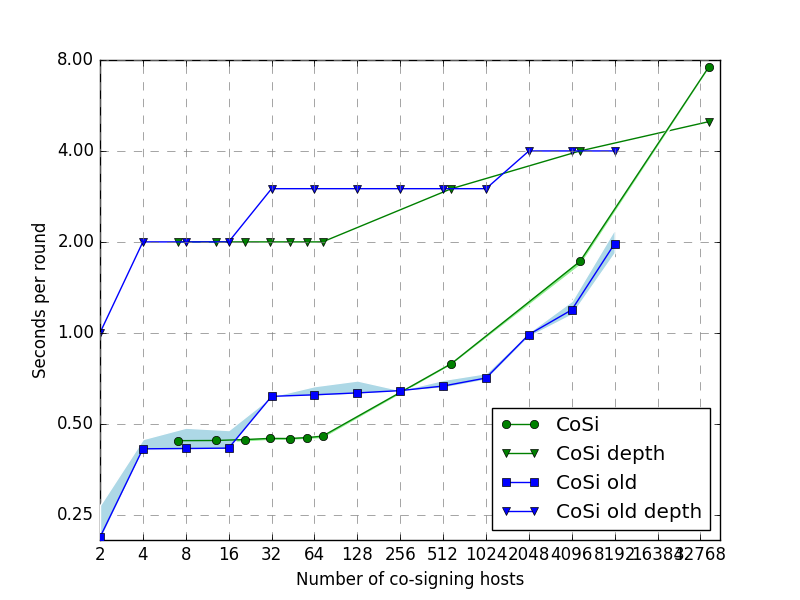 8.00
4.00
2.00
1.00
0.50
0.25
Seconds per round
2 4 8 16 32 64 128 256 512 1024 2048 4096 8192 16384 32768
Number of co-signing hosts
CoSi
CoSi depth
CoSi old
CoSi old depth